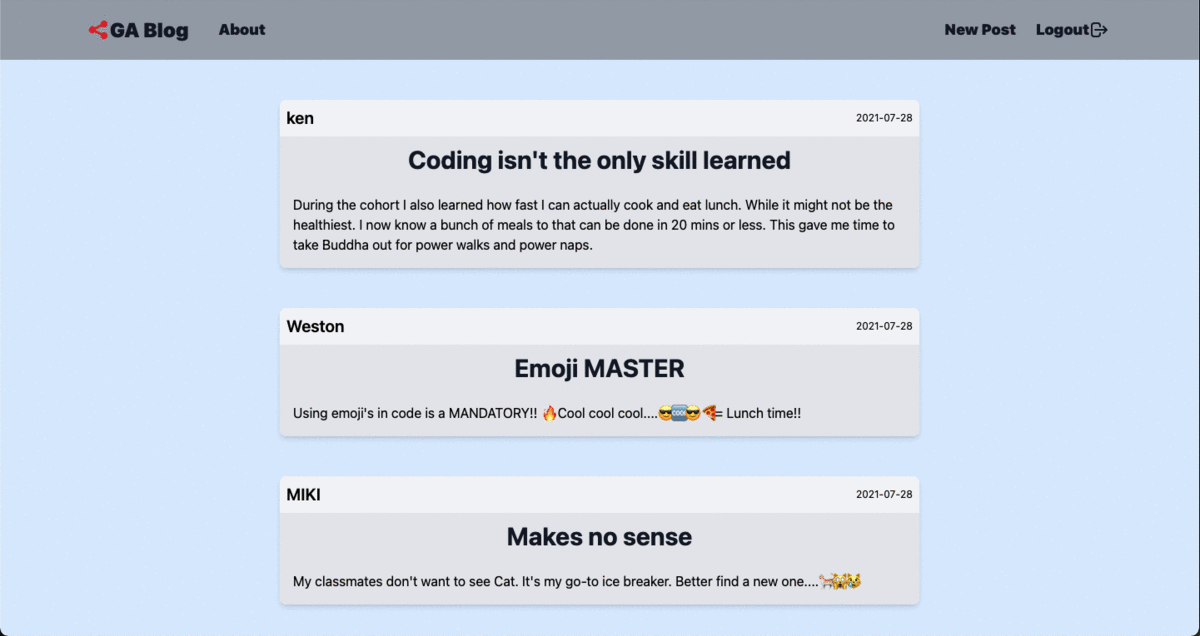 GA Blog About New Post Logout
ken 2021-07-28
Coding isn't the only skill learned
During the cohort I also learned how fast I can actually cook and eat lunch. While it might not be the
healthiest. I now know a bunch of meals to that can be done in 20 mins or less. This gave me time to
take Buddha out for power walks and power naps.
Weston 2021-07-28
Emoji MASTER
Using emoji's in code is a MANDATORY!! 🔥Cool cool cool....😎🆒😎 🍕= Lunch time!!
MIKI 2021-07-28
Makes no sense
My classmates don't want to see Cat. It's my go-to ice breaker. Better find a new one....🐈🙀😿